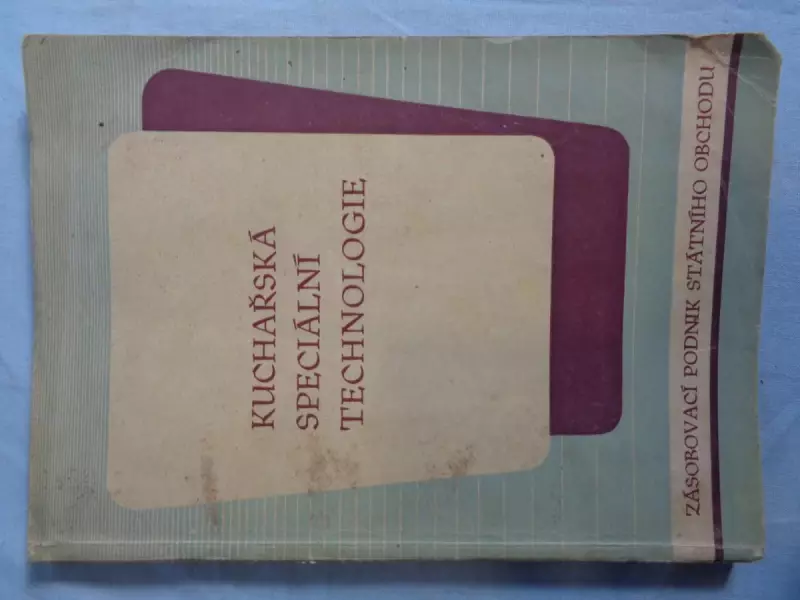 KUCHAŘSKÁ
SPECIÁLNÍ
TECHNOLOGIE
ZÁSOBOVACÍ PODNIK STÁTNÍHO OBCHODU